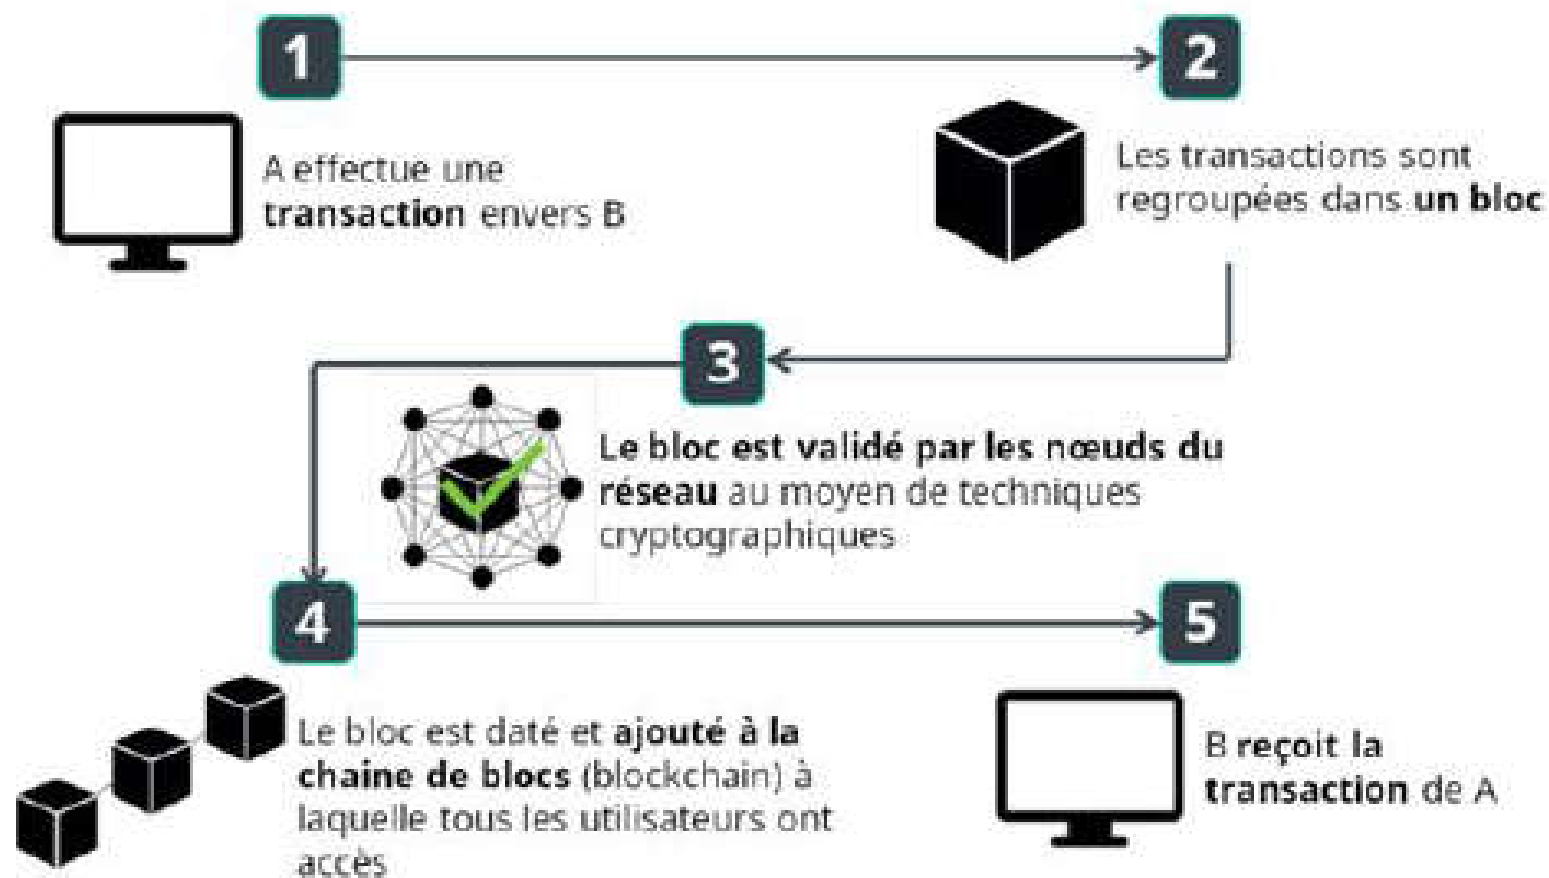 1
2
A effectue une
transaction envers B
Les transactions sont
regroupées dans un bloc
3
Le bloc est validé par les nœuds du
réseau au moyen de techniques
cryptographiques
4
5
Le bloc est daté et ajouté à la
chaine de blocs (blockchain) à
laquelle tous les utilisateurs ont
accès
B reçoit la
transaction de A